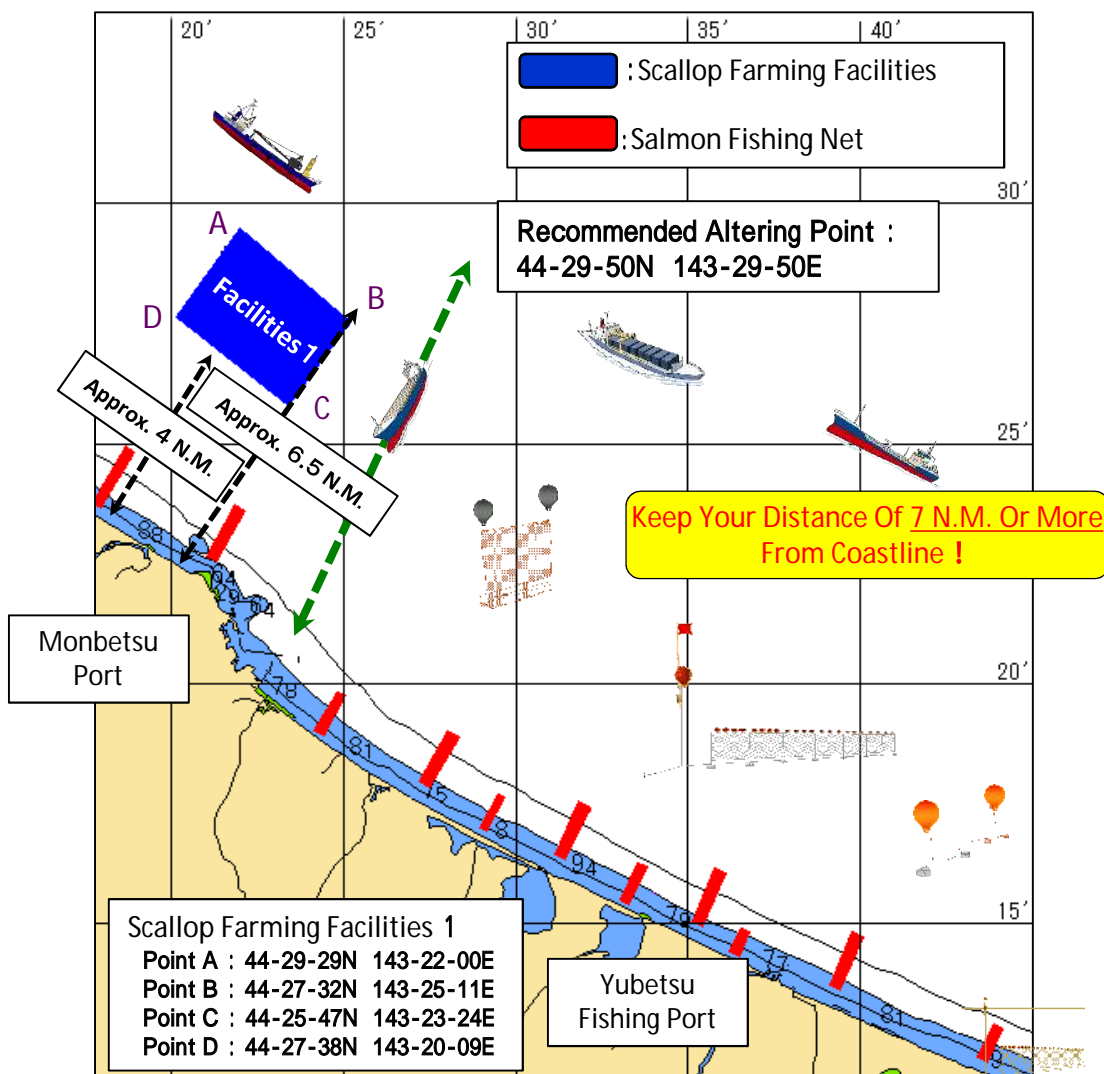 20'
25'
35'
40'
: Scallop Farming Facilities
: Salmon Fishing Net
30'
Recommended Altering Point :
44-29-50N 143-29-50E
A
B
Facilities 1
D
C
Approx. 4 N.M.
Approx. 6.5 N.M.
25'
Keep Your Distance Of 7 N.M. Or More
From Coastline !
88
94
Monbetsu
Port
20'
78
81
75
8
94
79
15'
77
81
9
Scallop Farming Facilities 1
Point A : 44-29-29N 143-22-00E
Point B : 44-27-32N 143-25-11E
Point C : 44-25-47N 143-23-24E
Point D : 44-27-38N 143-20-09E
Yubetsu
Fishing Port